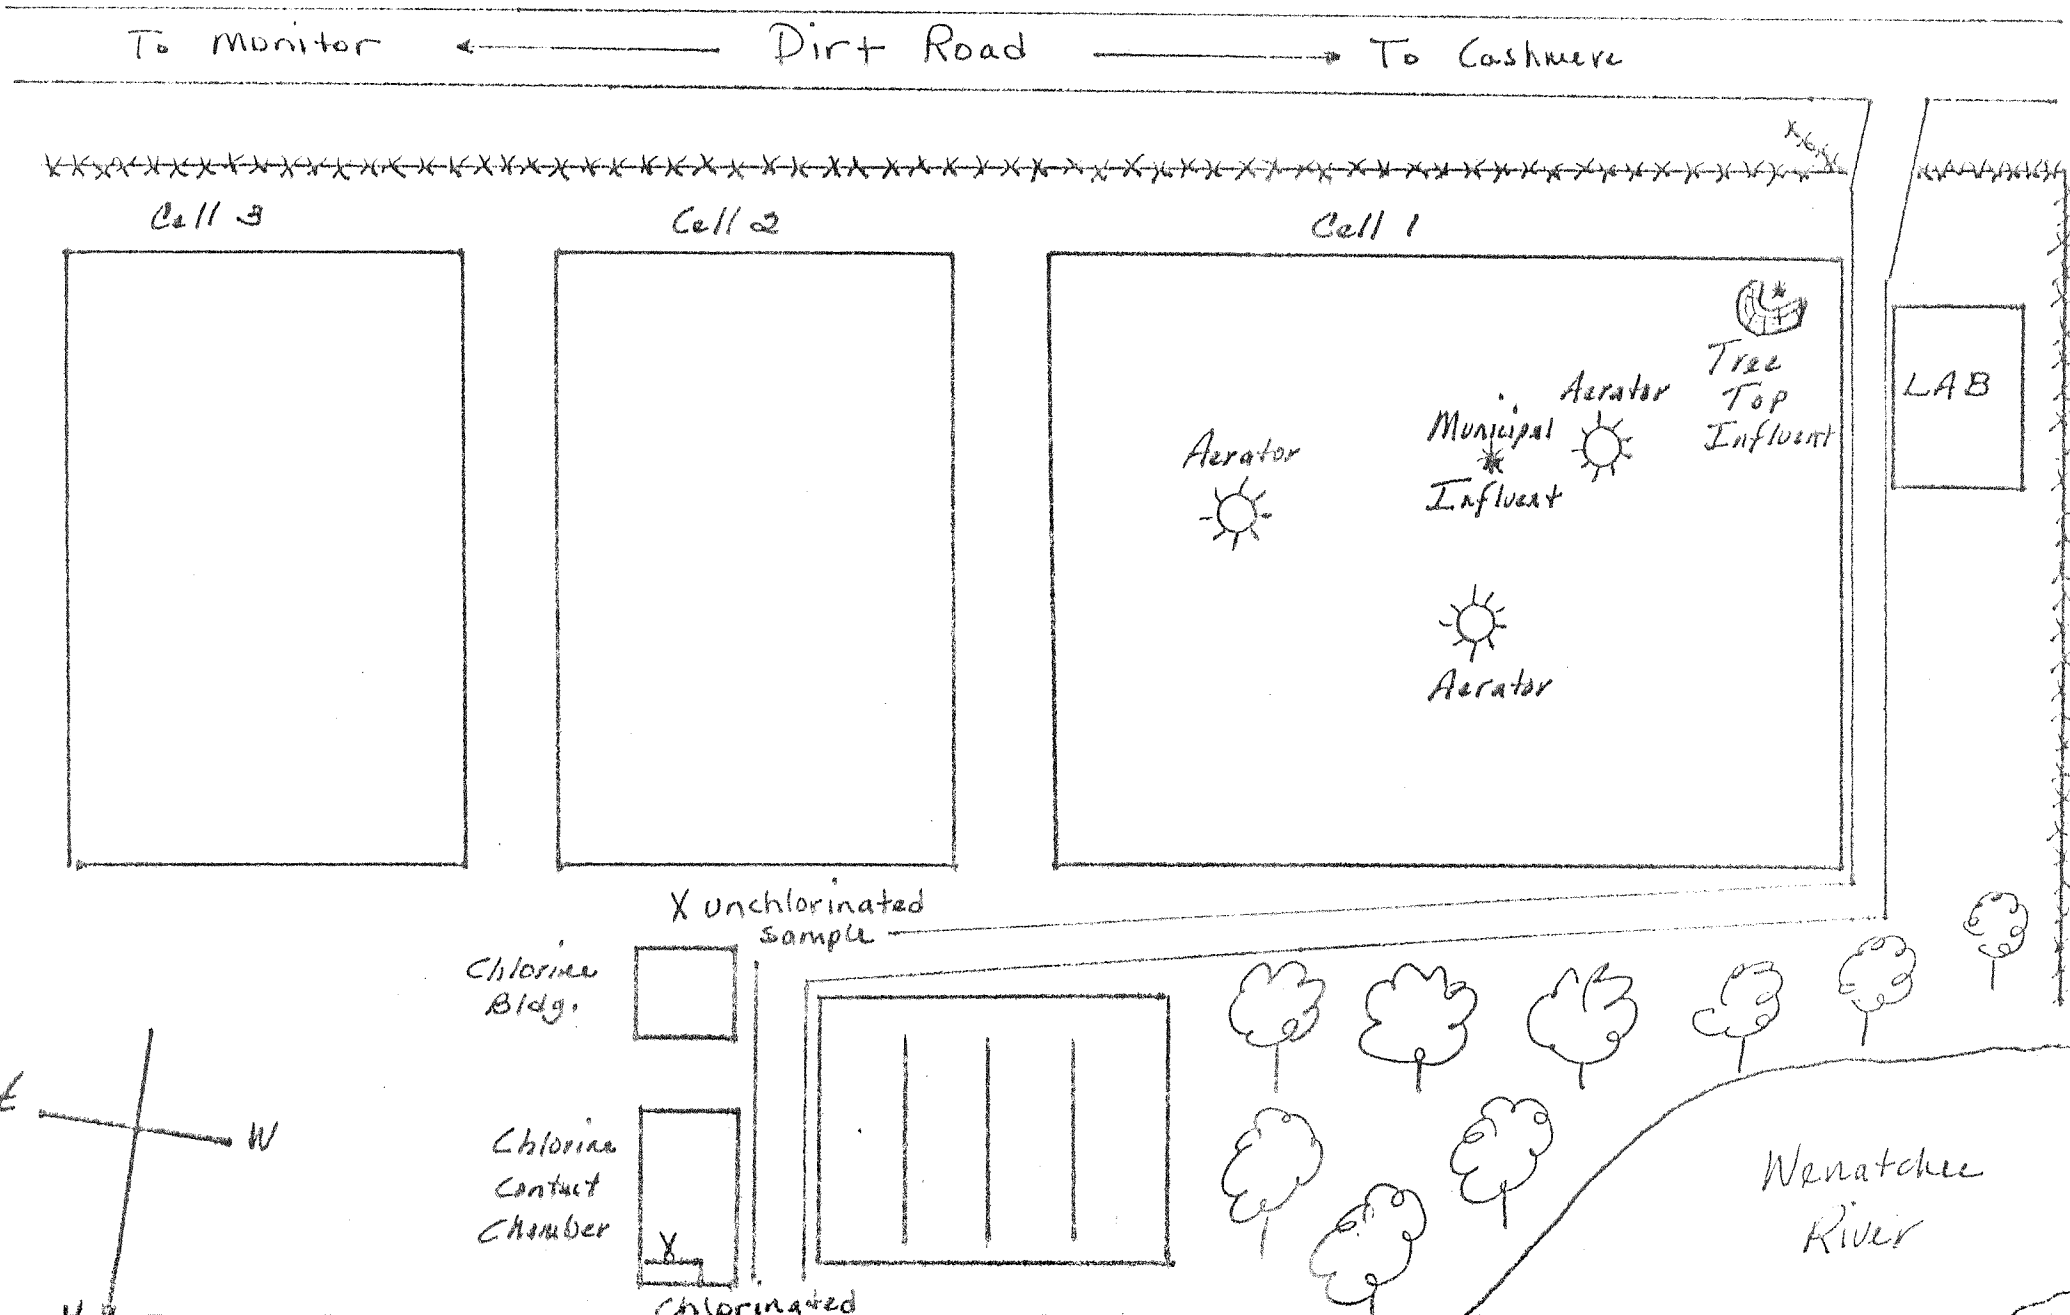 To Monitor Dirt Road To Cashmere
Cell 3 Cell 2 Cell 1
Tree
Top
Influent
Aerator
Municipal
Influent
Aerator
Aerator
LAB
X unchlorinated
sample
Chlorine
Bldg.
E W
Chlorine
Contact
Chamber
X
Chlorinated
Wenatchee
River